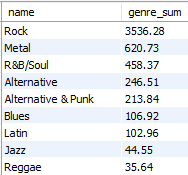 name genre_sum
Rock 3536.28
Metal 620.73
R&B/Soul 458.37
Alternative 246.51
Alternative & Punk 213.84
Blues 106.92
Latin 102.96
Jazz 44.55
Reggae 35.64